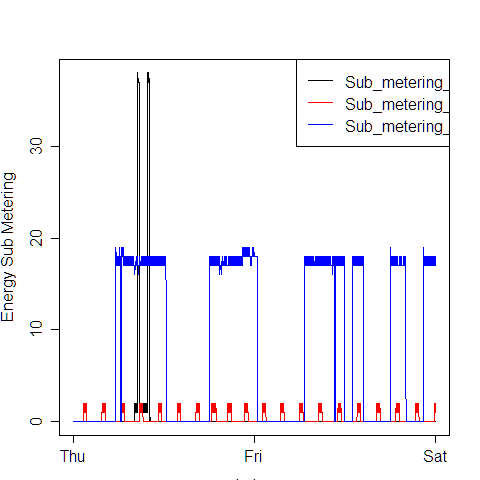 Sub_metering_
Sub_metering_
Sub_metering_
Energy Sub Metering
30
20
10
0
Thu Fri Sat